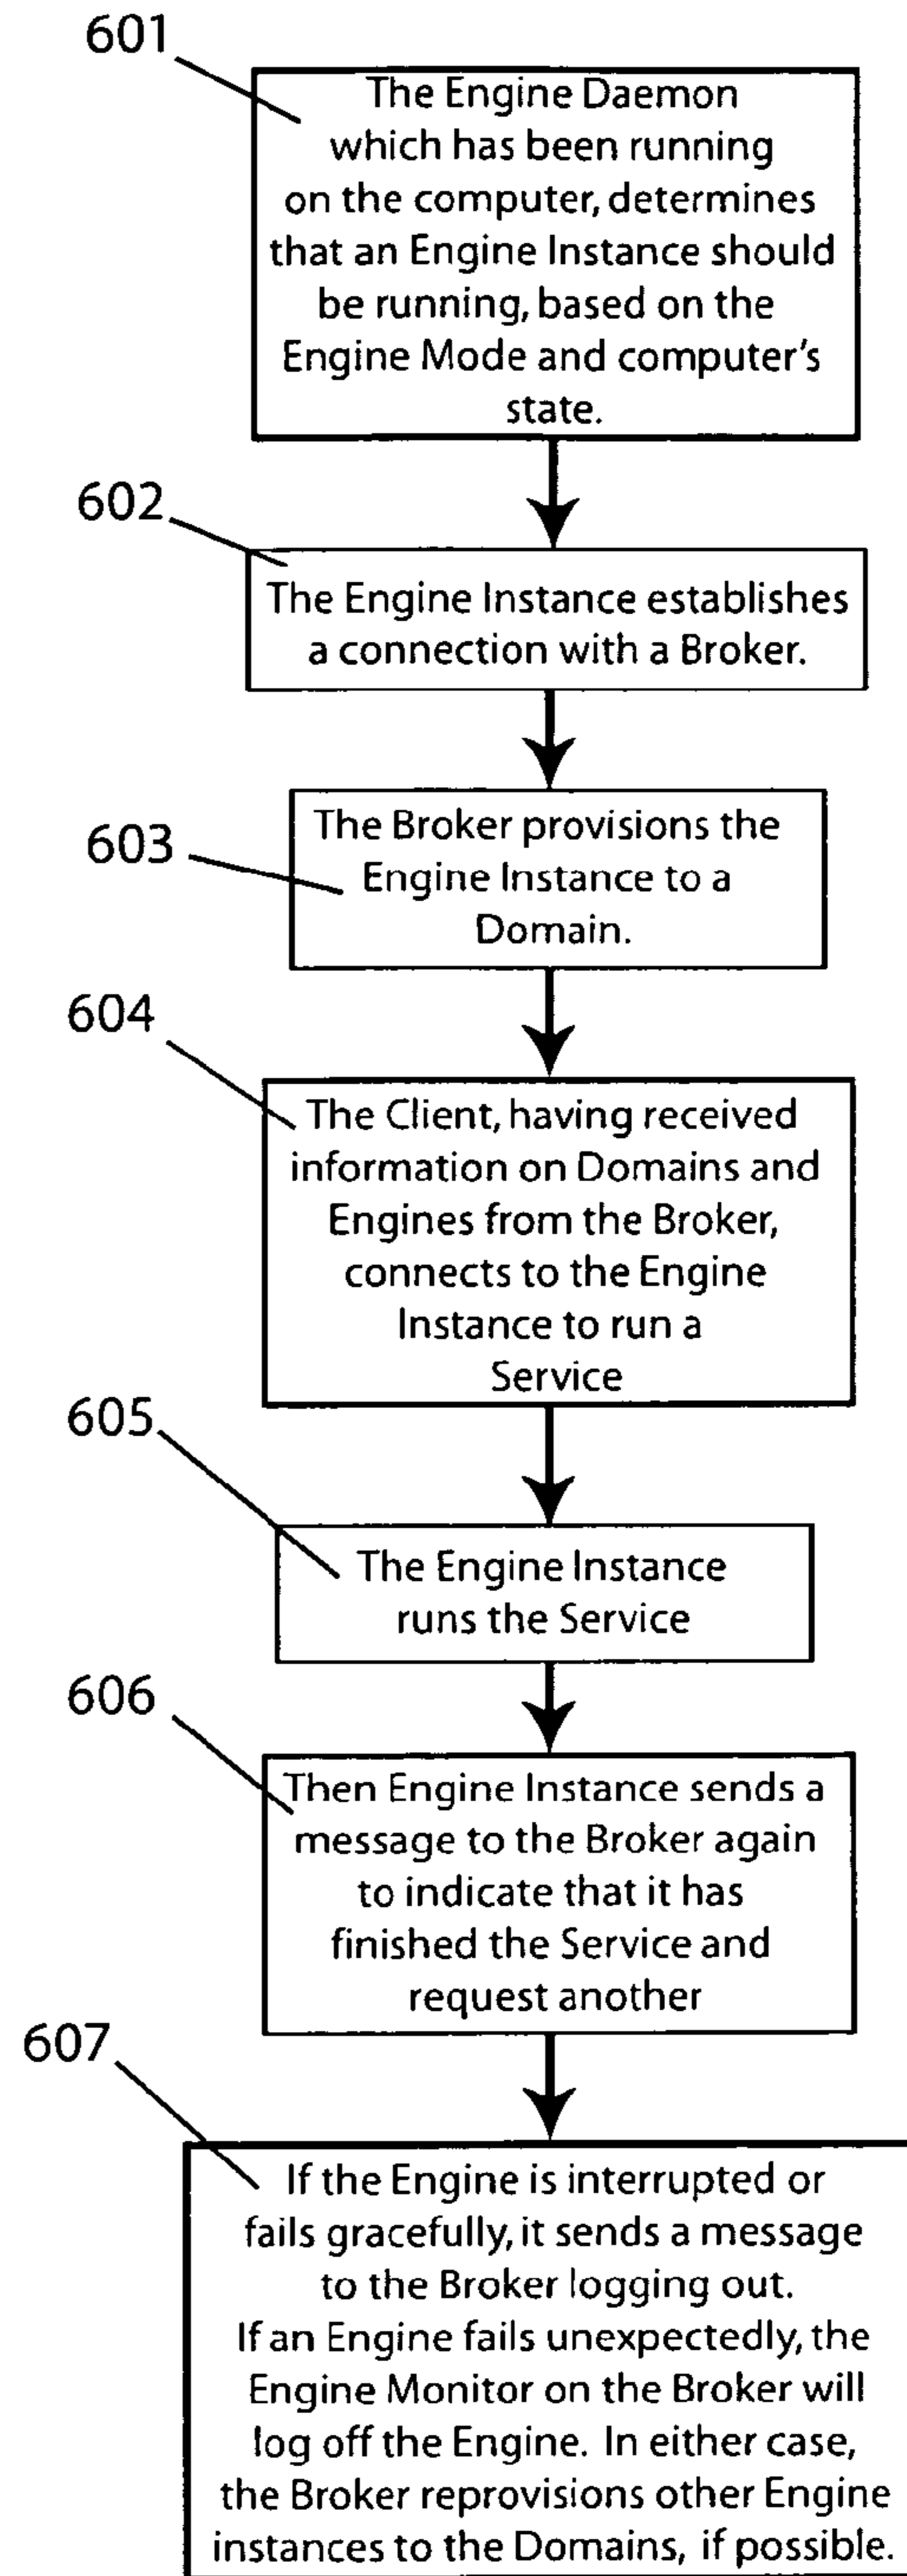 601
The Engine Daemon
which has been running
on the computer, determines
that an Engine Instance should
be running, based on the
Engine Mode and computer's
state.
602
The Engine Instance establishes
a connection with a Broker.
603
The Broker provisions the
Engine Instance to a
Domain.
604
The Client, having received
information on Domains and
Engines from the Broker,
connects to the Engine
Instance to run a
Service
605
The Engine Instance
runs the Service
606
Then Engine Instance sends a
message to the Broker again
to indicate that it has
finished the Service and
request another
607
If the Engine is interrupted or
fails gracefully, it sends a message
to the Broker logging out.
If an Engine fails unexpectedly, the
Engine Monitor on the Broker will
log off the Engine. In either case,
the Broker reprovisions other Engine
instances to the Domains, if possible.